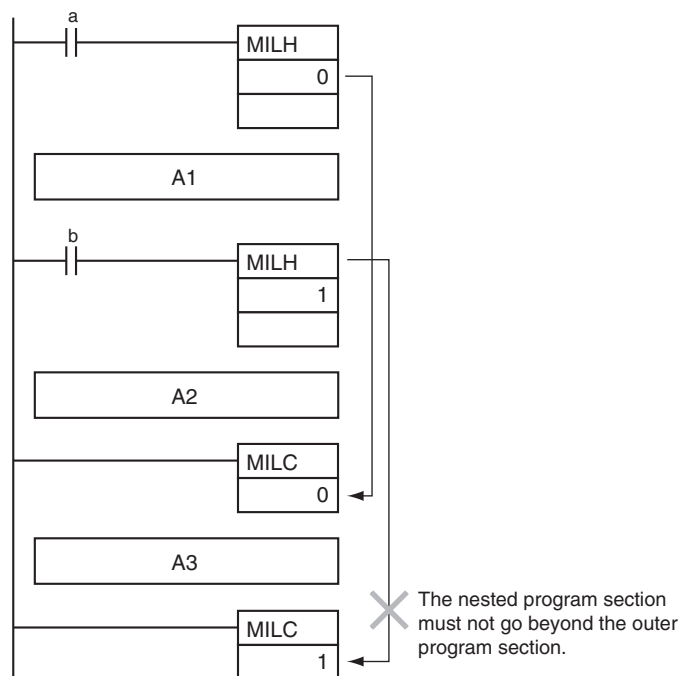 a
MILH
0
A1
b
MILH
1
A2
MILC
0
A3
The nested program section
must not go beyond the outer
program section.
MILC
1